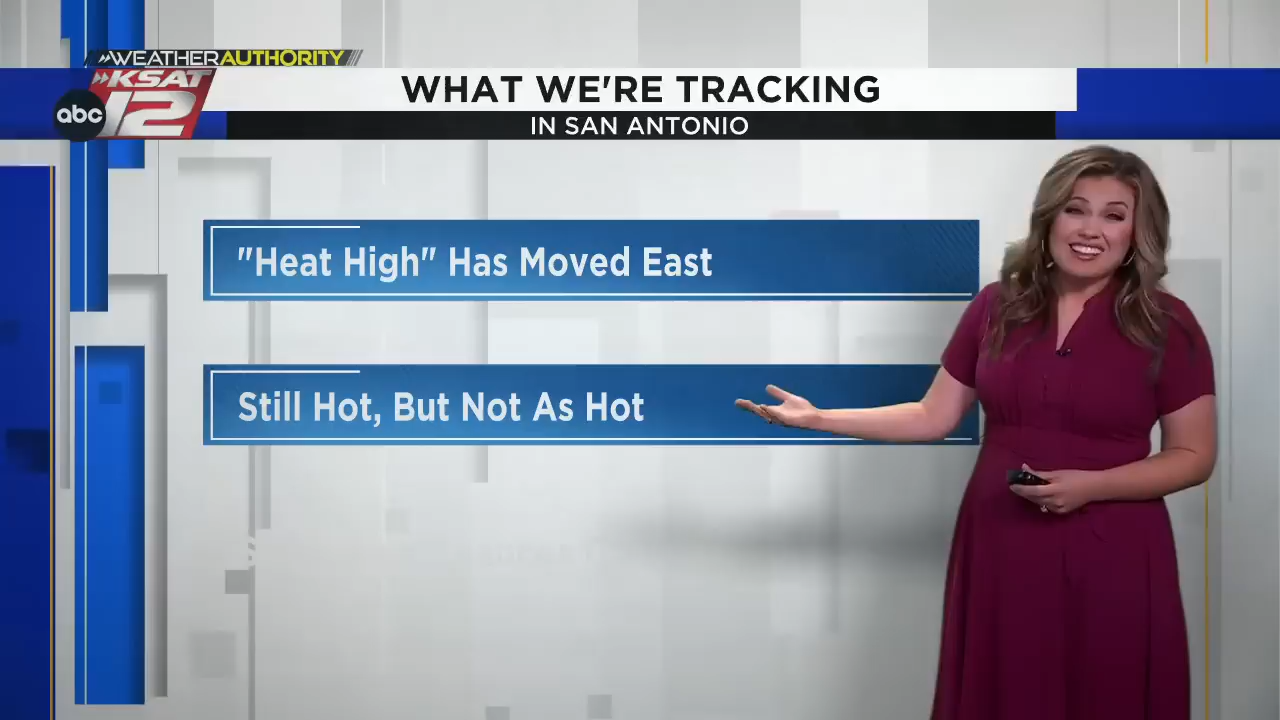 WEATHER AUTHORITY
KSAT
abc 12
WHAT WE'RE TRACKING
IN SAN ANTONIO
"Heat High" Has Moved East
Still Hot, But Not As Hot